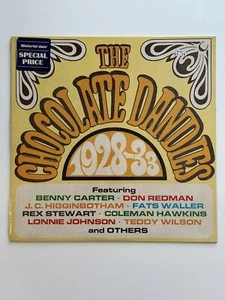 Material Jazz
SPECIAL
PRICE
THE
CHOCOLATE DANDIES
1928-33
Featuring
BENNY CARTER · DON REDMAN
J.C. HIGGINBOTHAM · FATS WALLER
REX STEWART · COLEMAN HAWKINS
LONNIE JOHNSON · TEDDY WILSON
and OTHERS